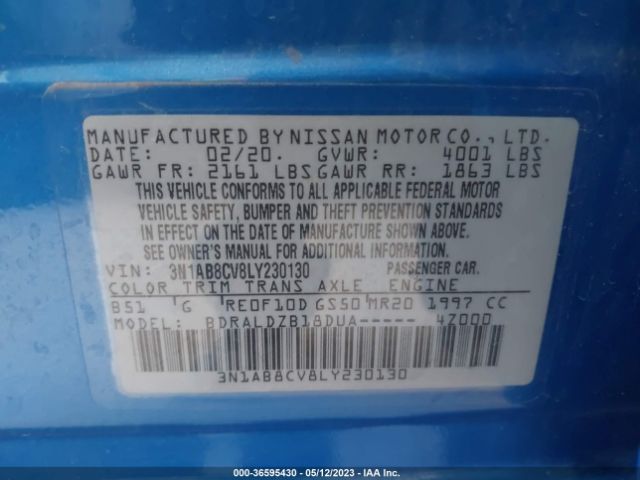 MANUFACTURED BY NISSAN MOTOR CO., LTD.
DATE: 02/20. GVWR: 4001 LBS
GAWR FR: 2161 LBS GAWR RR: 1863 LBS
THIS VEHICLE CONFORMS TO ALL APPLICABLE FEDERAL MOTOR
VEHICLE SAFETY, BUMPER AND THEFT PREVENTION STANDARDS
IN EFFECT ON THE DATE OF MANUFACTURE SHOWN ABOVE.
SEE OWNER'S MANUAL FOR ADDITIONAL INFORMATION.
VIN: 3N1AB8CV8LY230130 PASSENGER CAR.
COLOR TRIM TRANS AXLE ENGINE
B51 G RE0F10D GS50 MR20 1997 CC
MODEL: BDRALDZB18DUA----- 4Z000
3N1AB8CV8LY230130
000-36595430 - 05/12/2023 - IAA Inc.